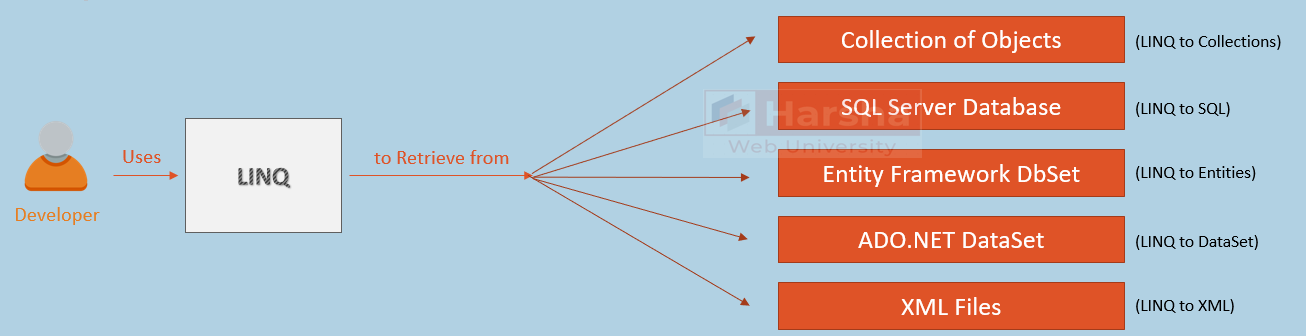 Collection of Objects (LINQ to Collections)
Harsha
SQL Server Database (LINQ to SQL)
Web University
Uses
to Retrieve from
LINQ
Entity Framework DbSet (LINQ to Entities)
Developer
ADO.NET DataSet (LINQ to DataSet)
XML Files (LINQ to XML)